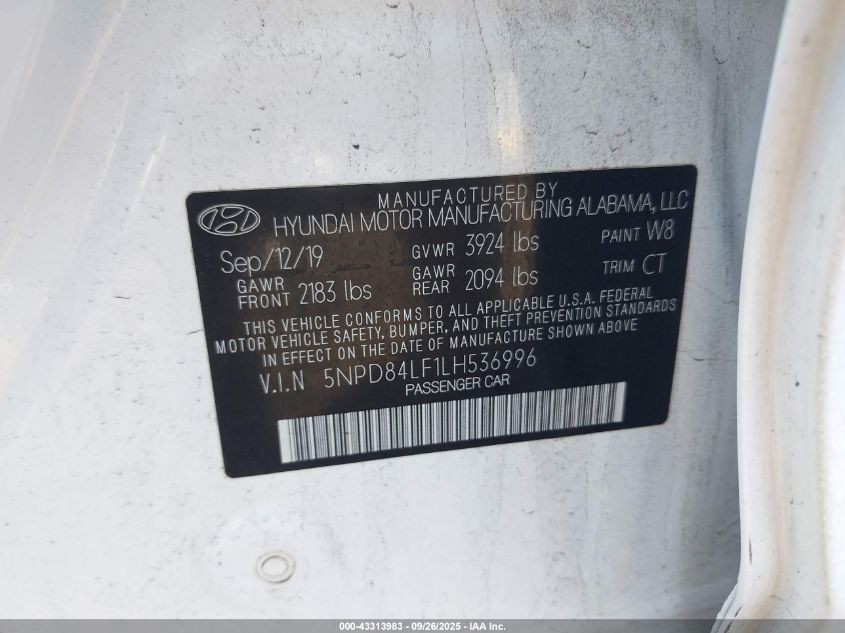 MANUFACTURED BY
HYUNDAI MOTOR MANUFACTURING ALABAMA, LLC
Sep/12/19 GVWR 3924 lbs PAINT W8
GAWR FRONT 2183 lbs GAWR REAR 2094 lbs TRIM CT
THIS VEHICLE CONFORMS TO ALL APPLICABLE U.S.A. FEDERAL
MOTOR VEHICLE SAFETY, BUMPER, AND THEFT PREVENTION STANDARDS
IN EFFECT ON THE DATE OF MANUFACTURE SHOWN ABOVE
V.I.N 5NPD84LF1LH536996
PASSENGER CAR
000-43313983 - 09/26/2025 - IAA Inc.